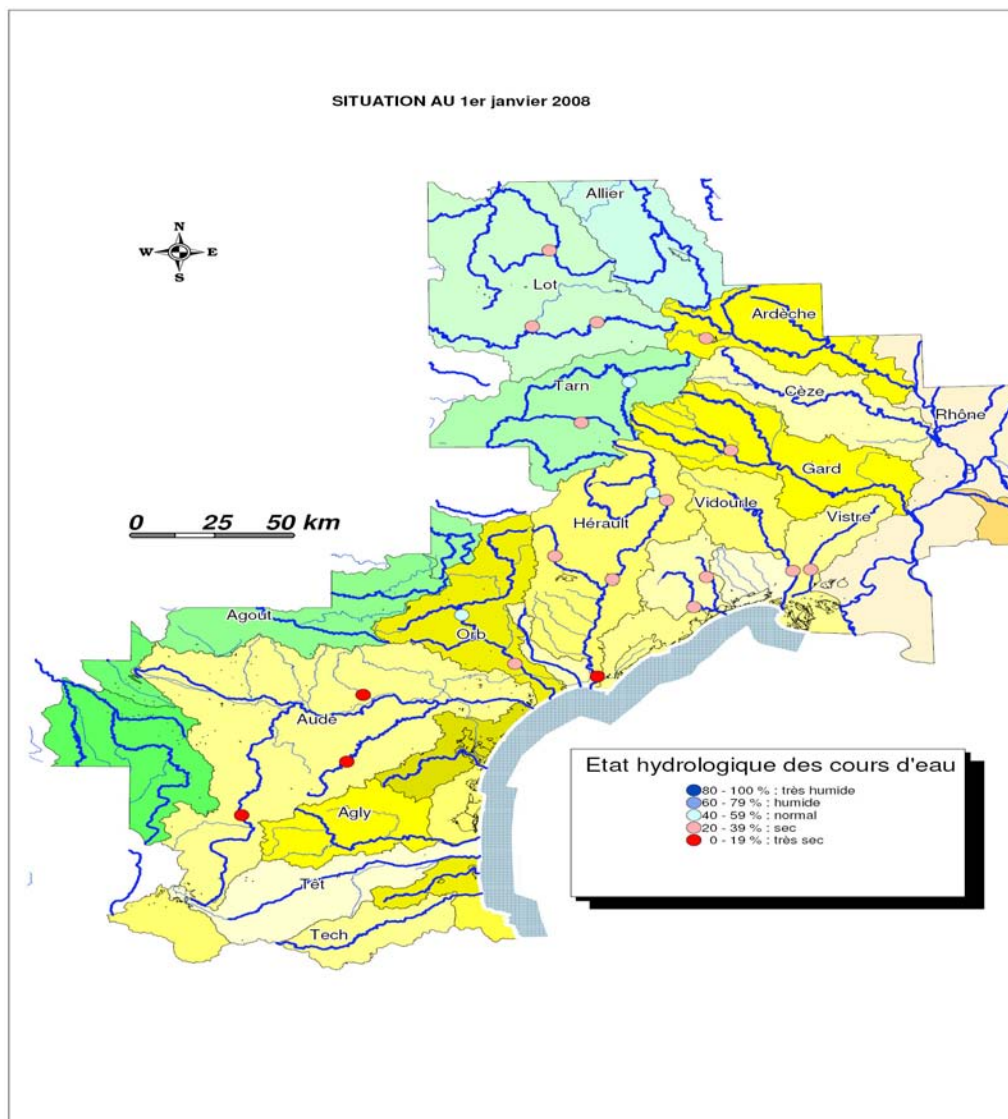 SITUATION AU 1er janvier 2008
N
W E
S
Allier
Lot
Ardèche
Tarn
Cèze
Rhône
Gard
Hérault
Vidourle
Vistre
0 25 50 km
Agout
Orb
Aude
Agly
Têt
Tech
Etat hydrologique des cours d'eau
80 - 100 % : très humide
60 - 79 % : humide
40 - 59 % : normal
20 - 39 % : sec
0 - 19 % : très sec